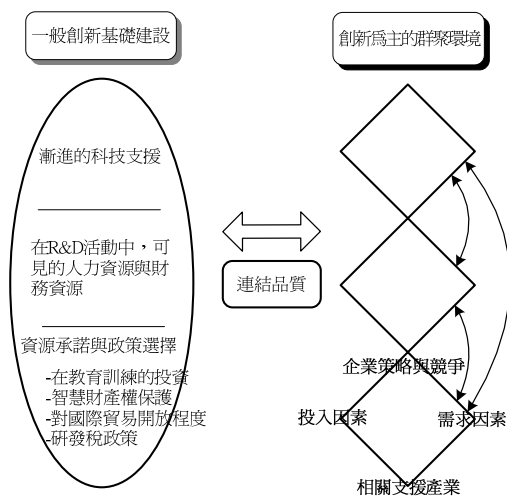 一般創新基礎建設
創新為主的群聚環境
漸進的科技支援
在R&D活動中，可
見的人力資源與財
務資源
連結品質
資源承諾與政策選擇
-在教育訓練的投資
-智慧財產權保護
-對國際貿易開放程度
-研發稅政策
企業策略與競爭
投入因素
需求因素
相關支援產業